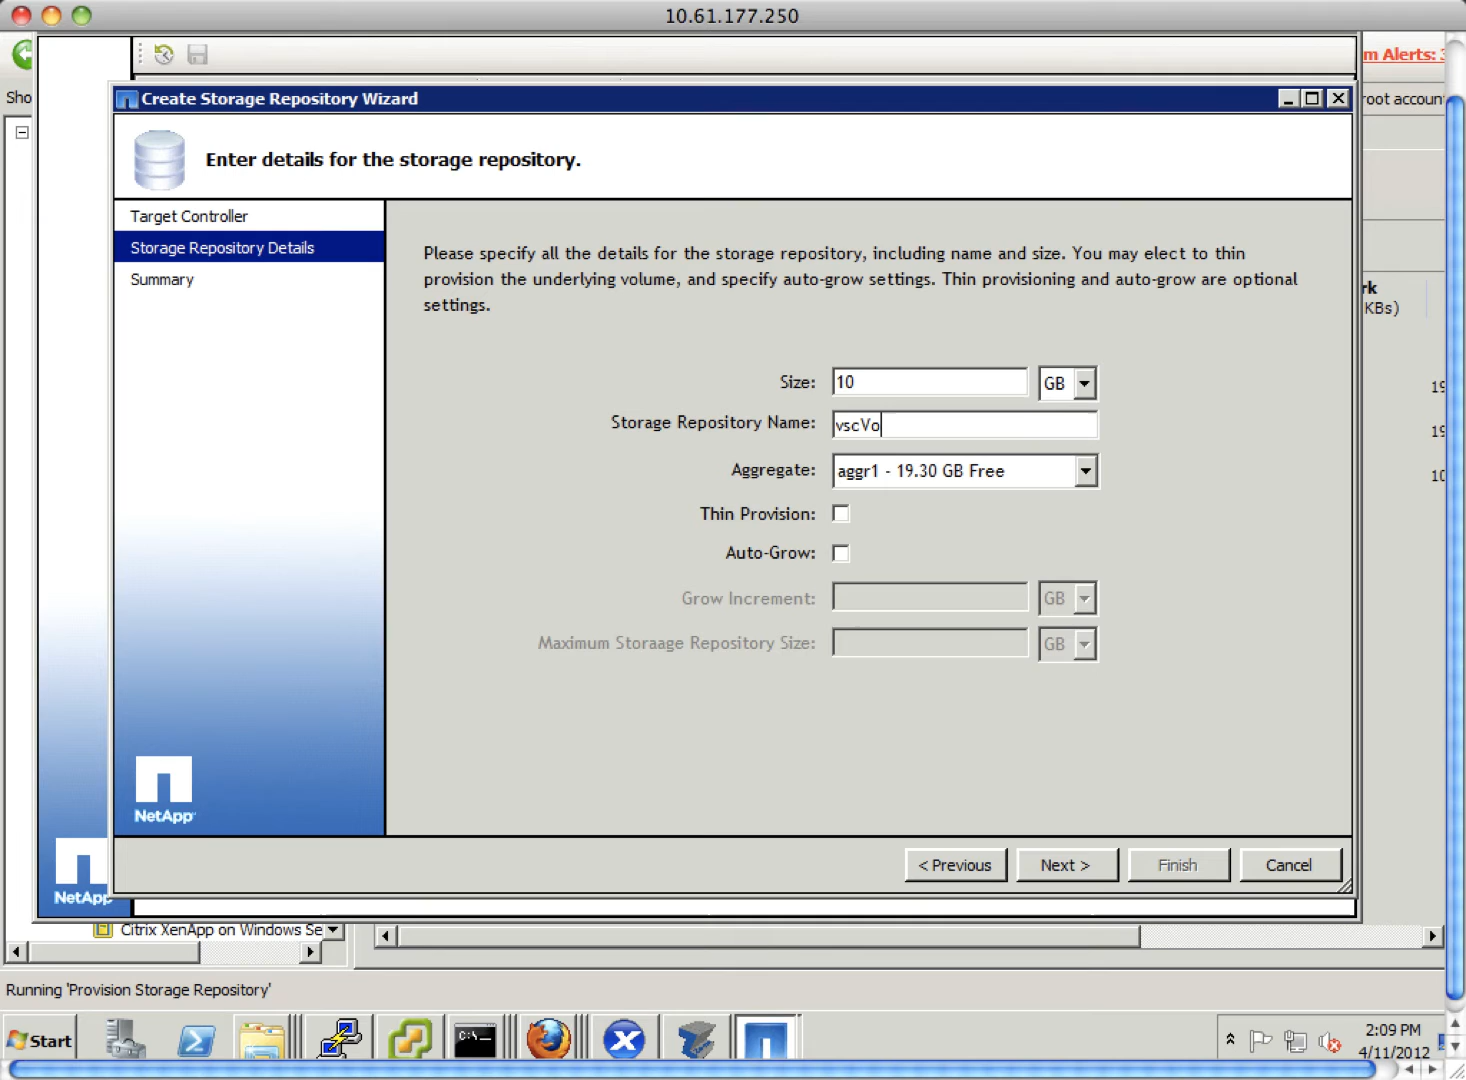 10.61.177.250
m Alerts: 3
Sho
root accoun
Create Storage Repository Wizard
Enter details for the storage repository.
Target Controller
Storage Repository Details
Summary
Please specify all the details for the storage repository, including name and size. You may elect to thin
provision the underlying volume, and specify auto-grow settings. Thin provisioning and auto-grow are optional
settings.
rk
KBs)
Size: 10 GB
19
Storage Repository Name: vscVo
19
Aggregate: aggr1 - 19.30 GB Free
10
Thin Provision:
Auto-Grow:
Grow Increment: GB
Maximum Storaage Repository Size: GB
NetApp
< Previous Next > Finish Cancel
NetApp
Citrix XenApp on Windows Se
Running 'Provision Storage Repository'
Start
C:\_
2:09 PM
4/11/2012